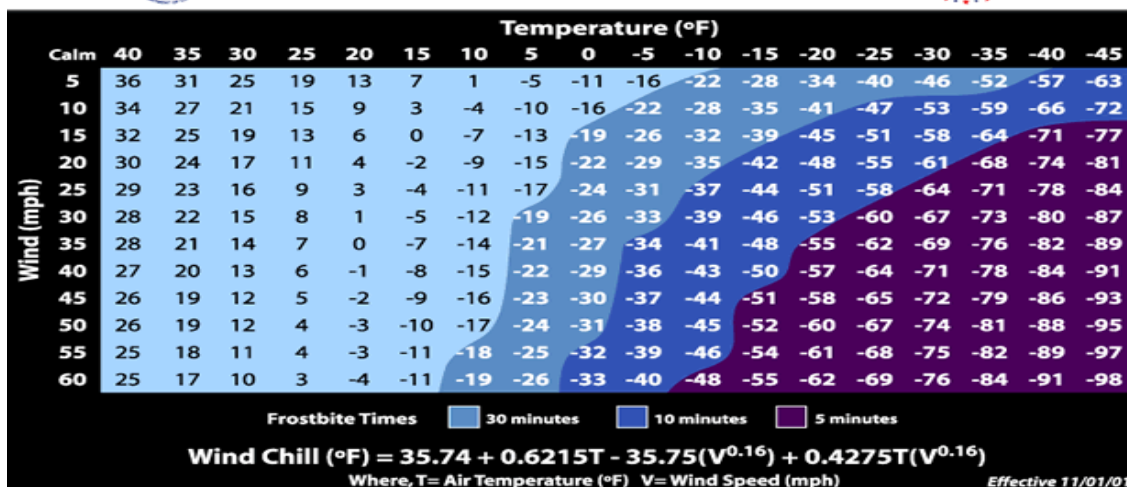 Temperature (°F)
Calm 40 35 30 25 20 15 10 5 0 -5 -10 -15 -20 -25 -30 -35 -40 -45
5 36 31 25 19 13 7 1 -5 -11 -16 -22 -28 -34 -40 -46 -52 -57 -63
10 34 27 21 15 9 3 -4 -10 -16 -22 -28 -35 -41 -47 -53 -59 -66 -72
15 32 25 19 13 6 0 -7 -13 -19 -26 -32 -39 -45 -51 -58 -64 -71 -77
20 30 24 17 11 4 -2 -9 -15 -22 -29 -35 -42 -48 -55 -61 -68 -74 -81
25 29 23 16 9 3 -4 -11 -17 -24 -31 -37 -44 -51 -58 -64 -71 -78 -84
30 28 22 15 8 1 -5 -12 -19 -26 -33 -39 -46 -53 -60 -67 -73 -80 -87
35 28 21 14 7 0 -7 -14 -21 -27 -34 -41 -48 -55 -62 -69 -76 -82 -89
40 27 20 13 6 -1 -8 -15 -22 -29 -36 -43 -50 -57 -64 -71 -78 -84 -91
45 26 19 12 5 -2 -9 -16 -23 -30 -37 -44 -51 -58 -65 -72 -79 -86 -93
50 26 19 12 4 -3 -10 -17 -24 -31 -38 -45 -52 -60 -67 -74 -81 -88 -95
55 25 18 11 4 -3 -11 -18 -25 -32 -39 -46 -54 -61 -68 -75 -82 -89 -97
60 25 17 10 3 -4 -11 -19 -26 -33 -40 -48 -55 -62 -69 -76 -84 -91 -98
Wind (mph)
Frostbite Times 30 minutes 10 minutes 5 minutes
Wind Chill (°F) = 35.74 + 0.6215T - 35.75(V^0.16) + 0.4275T(V^0.16)
Where, T= Air Temperature (°F) V= Wind Speed (mph) Effective 11/01/01